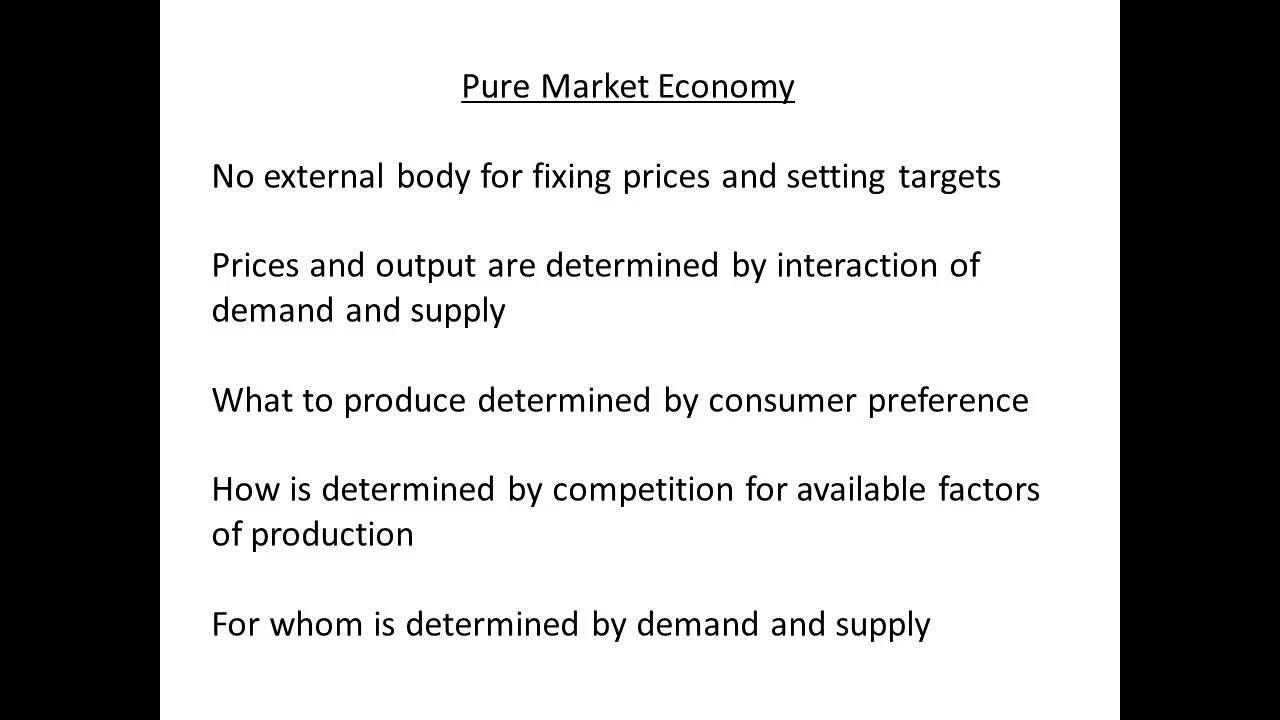 Pure Market Economy
No external body for fixing prices and setting targets
Prices and output are determined by interaction of
demand and supply
What to produce determined by consumer preference
How is determined by competition for available factors
of production
For whom is determined by demand and supply